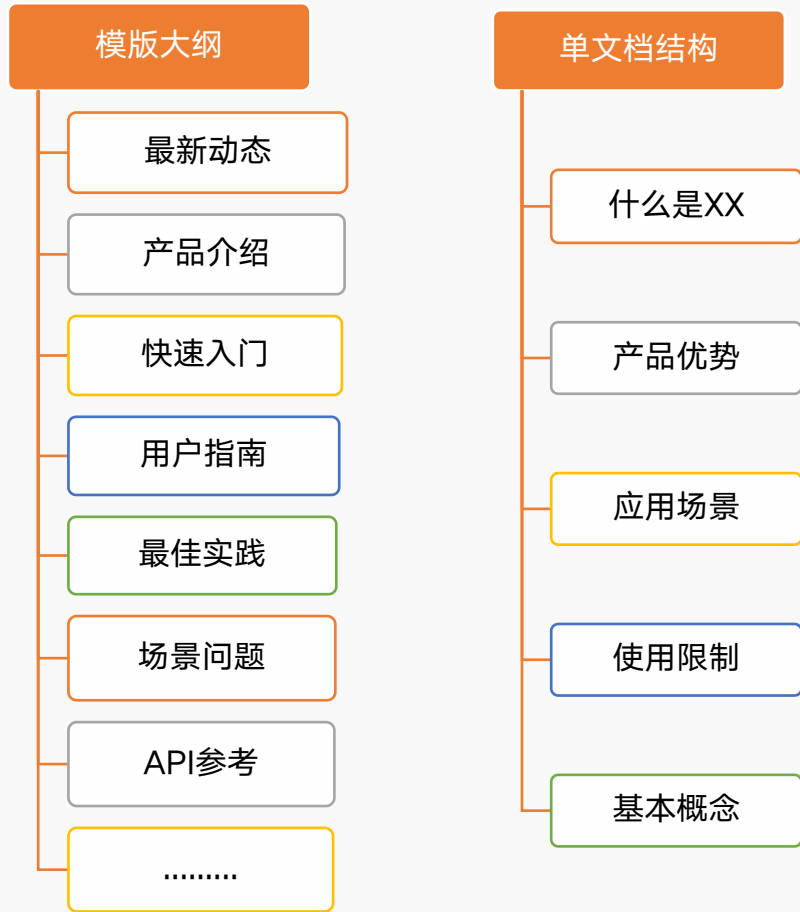 模版大纲
最新动态
产品介绍
快速入门
用户指南
最佳实践
场景问题
API参考
.........
单文档结构
什么是XX
产品优势
应用场景
使用限制
基本概念